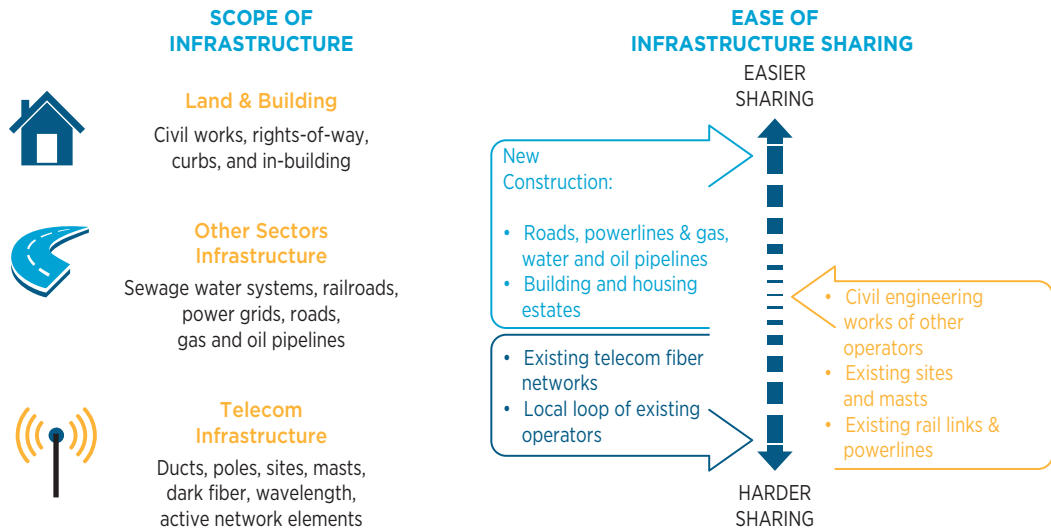 SCOPE OF
INFRASTRUCTURE
Land & Building
Civil works, rights-of-way,
curbs, and in-building
Other Sectors
Infrastructure
Sewage water systems, railroads,
power grids, roads,
gas and oil pipelines
Telecom
Infrastructure
Ducts, poles, sites, masts,
dark fiber, wavelength,
active network elements
EASE OF
INFRASTRUCTURE SHARING
EASIER
SHARING
New
Construction:
• Roads, powerlines & gas,
water and oil pipelines
• Building and housing
estates
• Existing telecom fiber
networks
• Local loop of existing
operators
• Civil engineering
works of other
operators
• Existing sites
and masts
• Existing rail links &
powerlines
HARDER
SHARING